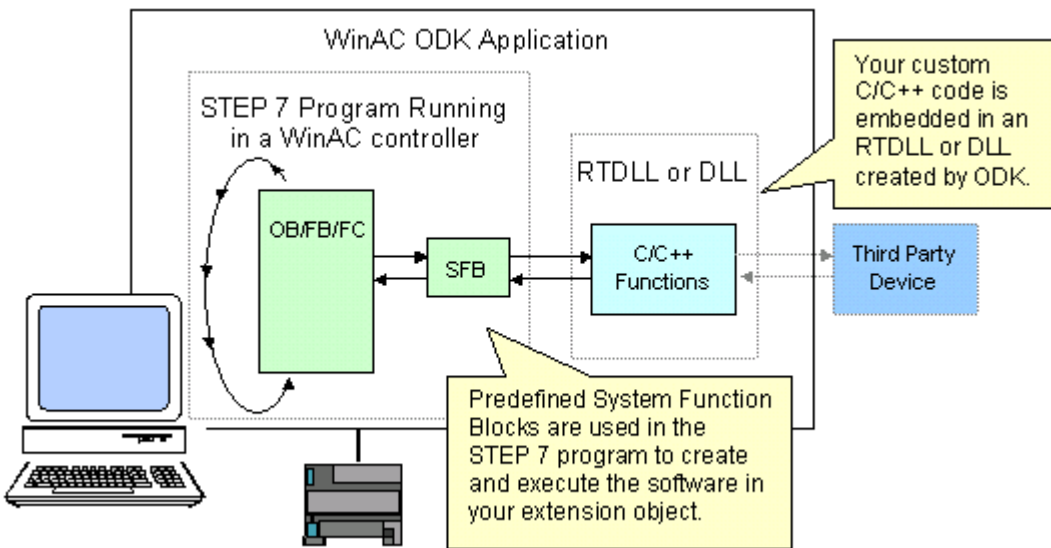 WinAC ODK Application
STEP 7 Program Running
in a WinAC controller
OB/FB/FC
SFB
RTDLL or DLL
C/C++
Functions
Third Party
Device
Your custom
C/C++ code is
embedded in an
RTDLL or DLL
created by ODK.
Predefined System Function
Blocks are used in the
STEP 7 program to create
and execute the software in
your extension object.